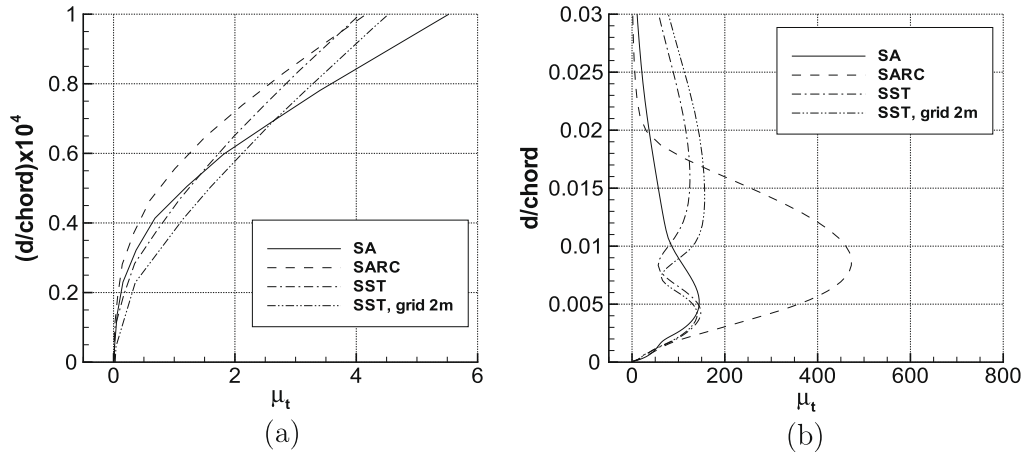 (d/chord)x10⁴
1
0.8
0.6
0.4
0.2
0
0 2 4 6
μt
SA
SARC
SST
SST, grid 2m
(a)
d/chord
0.03
0.025
0.02
0.015
0.01
0.005
0
0 200 400 600 800
μt
SA
SARC
SST
SST, grid 2m
(b)